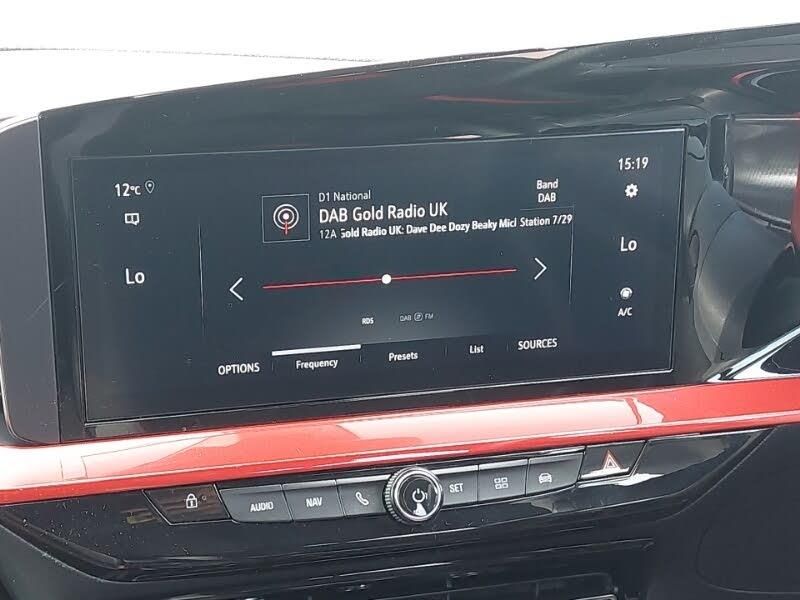 15:19
12°C
D1 National
Band
DAB Gold Radio UK
DAB
12A Gold Radio UK: Dave Dee Dozy Beaky Mic Station 7/29
Lo
Lo
A/C
RDS
DAB FM
OPTIONS
Frequency
Presets
List
SOURCES
AUDIO
NAV
SET